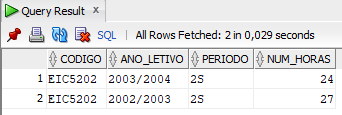 Query Result
SQL | All Rows Fetched: 2 in 0,029 seconds
CODIGO ANO_LETIVO PERIODO NUM_HORAS
1 EIC5202 2003/2004 2S 24
2 EIC5202 2002/2003 2S 27